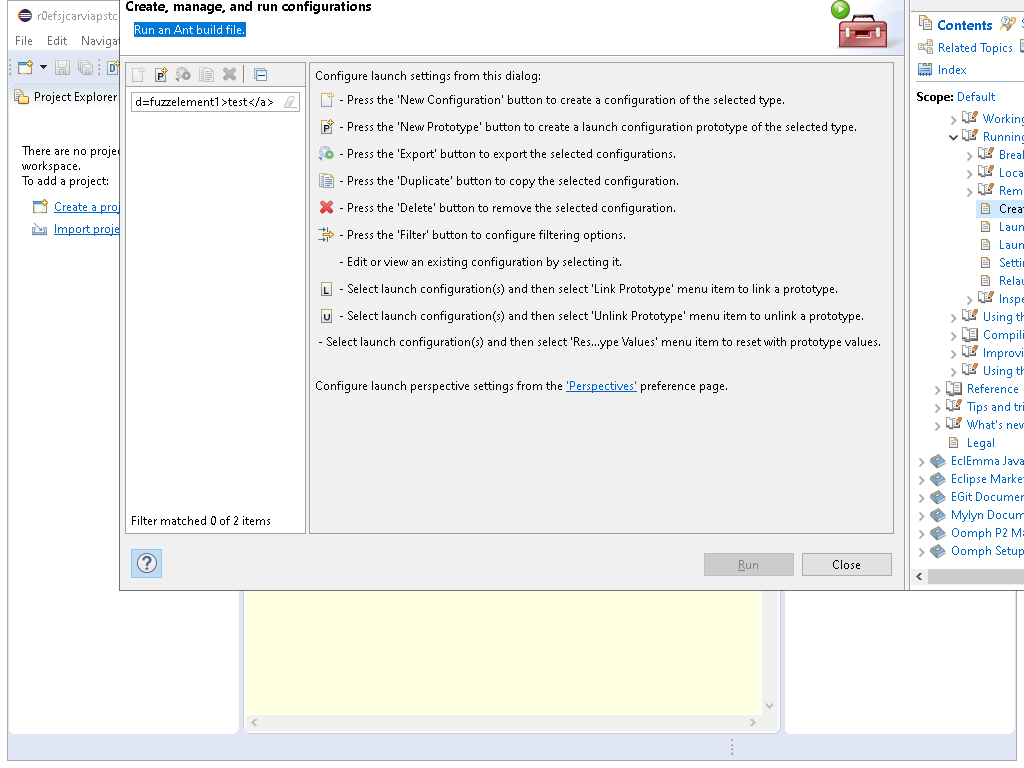 r0efsjcarviapstc
File Edit Navigat
Project Explorer
There are no projec
workspace.
To add a project:
Create a proj
Import proje
Create, manage, and run configurations
Run an Ant build file.
d=fuzzelement1>test</a>
Filter matched 0 of 2 items
Configure launch settings from this dialog:
- Press the 'New Configuration' button to create a configuration of the selected type.
- Press the 'New Prototype' button to create a launch configuration prototype of the selected type.
- Press the 'Export' button to export the selected configurations.
- Press the 'Duplicate' button to copy the selected configuration.
- Press the 'Delete' button to remove the selected configuration.
- Press the 'Filter' button to configure filtering options.
- Edit or view an existing configuration by selecting it.
L - Select launch configuration(s) and then select 'Link Prototype' menu item to link a prototype.
U - Select launch configuration(s) and then select 'Unlink Prototype' menu item to unlink a prototype.
- Select launch configuration(s) and then select 'Res...ype Values' menu item to reset with prototype values.
Configure launch perspective settings from the 'Perspectives' preference page.
Run Close
Contents
Related Topics
Index
Scope: Default
Working
Running
Break
Loca
Rem
Creat
Laun
Laun
Settin
Relau
Inspe
Using th
Compili
Improvi
Using th
Reference
Tips and tri
What's new
Legal
EclEmma Java
Eclipse Marke
EGit Documen
Mylyn Docum
Oomph P2 Ma
Oomph Setup